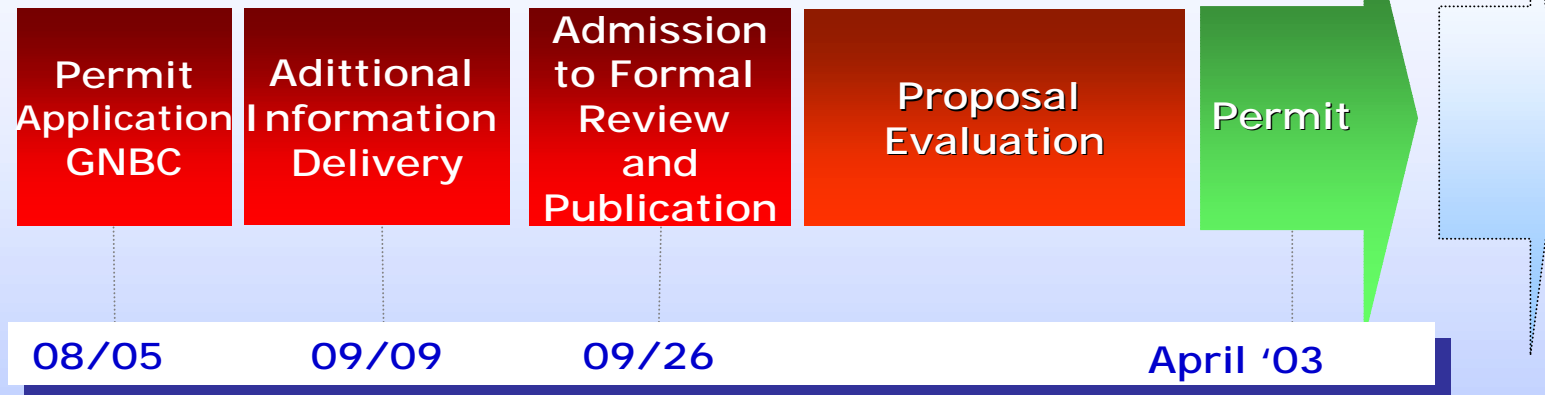 Permit
Application
GNBC
Adittional
Information
Delivery
Admission
to Formal
Review
and
Publication
Proposal
Evaluation
Permit
08/05
09/09
09/26
April ‘03